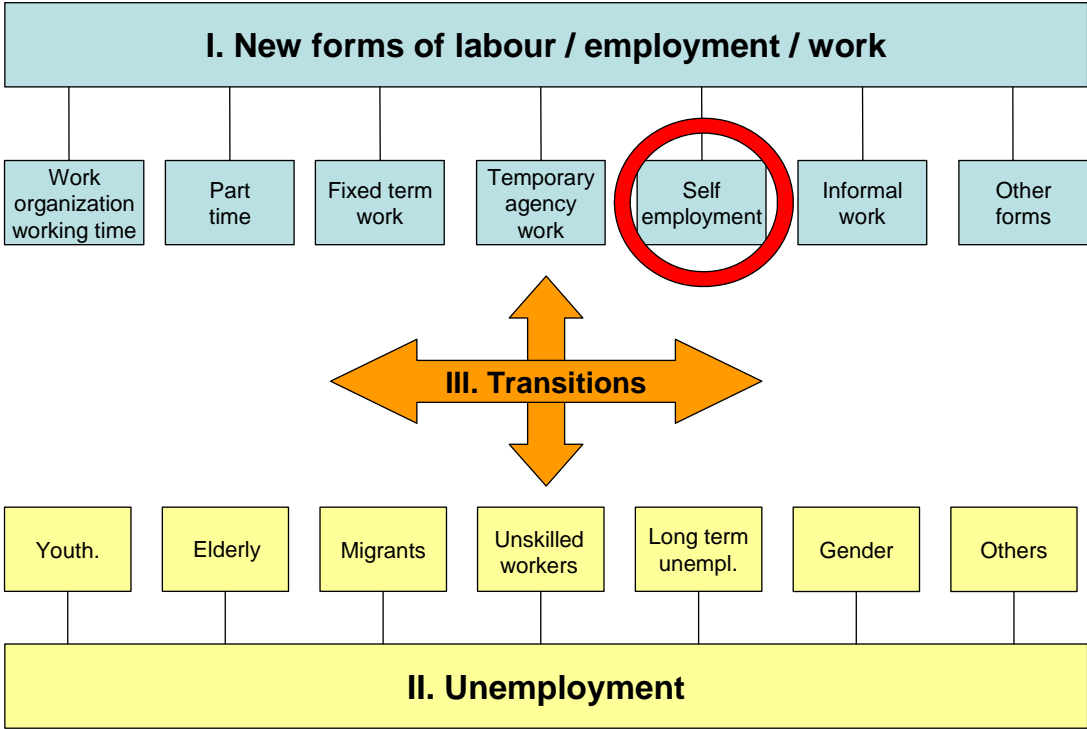 I. New forms of labour / employment / work
Work
organization
working time
Part
time
Fixed term
work
Temporary
agency
work
Self
employment
Informal
work
Other
forms
III. Transitions
Youth.
Elderly
Migrants
Unskilled
workers
Long term
unempl.
Gender
Others
II. Unemployment